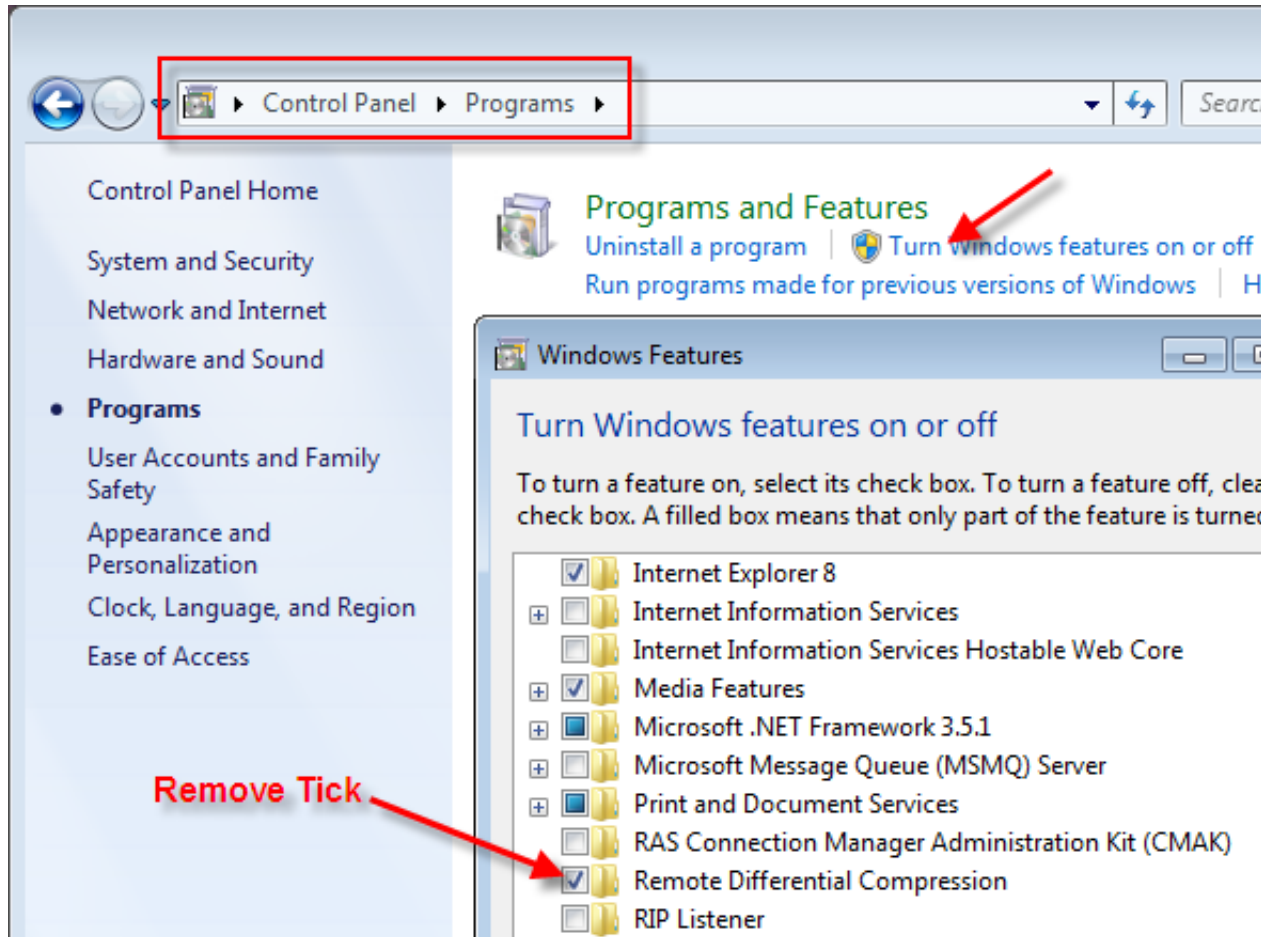 Control Panel Programs
Searc
Control Panel Home
System and Security
Network and Internet
Hardware and Sound
Programs
User Accounts and Family
Safety
Appearance and
Personalization
Clock, Language, and Region
Ease of Access
Programs and Features
Uninstall a program Turn Windows features on or off
Run programs made for previous versions of Windows H
Windows Features
Turn Windows features on or off
To turn a feature on, select its check box. To turn a feature off, clea
check box. A filled box means that only part of the feature is turned
Internet Explorer 8
Internet Information Services
Internet Information Services Hostable Web Core
Media Features
Microsoft .NET Framework 3.5.1
Microsoft Message Queue (MSMQ) Server
Print and Document Services
RAS Connection Manager Administration Kit (CMAK)
Remote Differential Compression
RIP Listener
Remove Tick